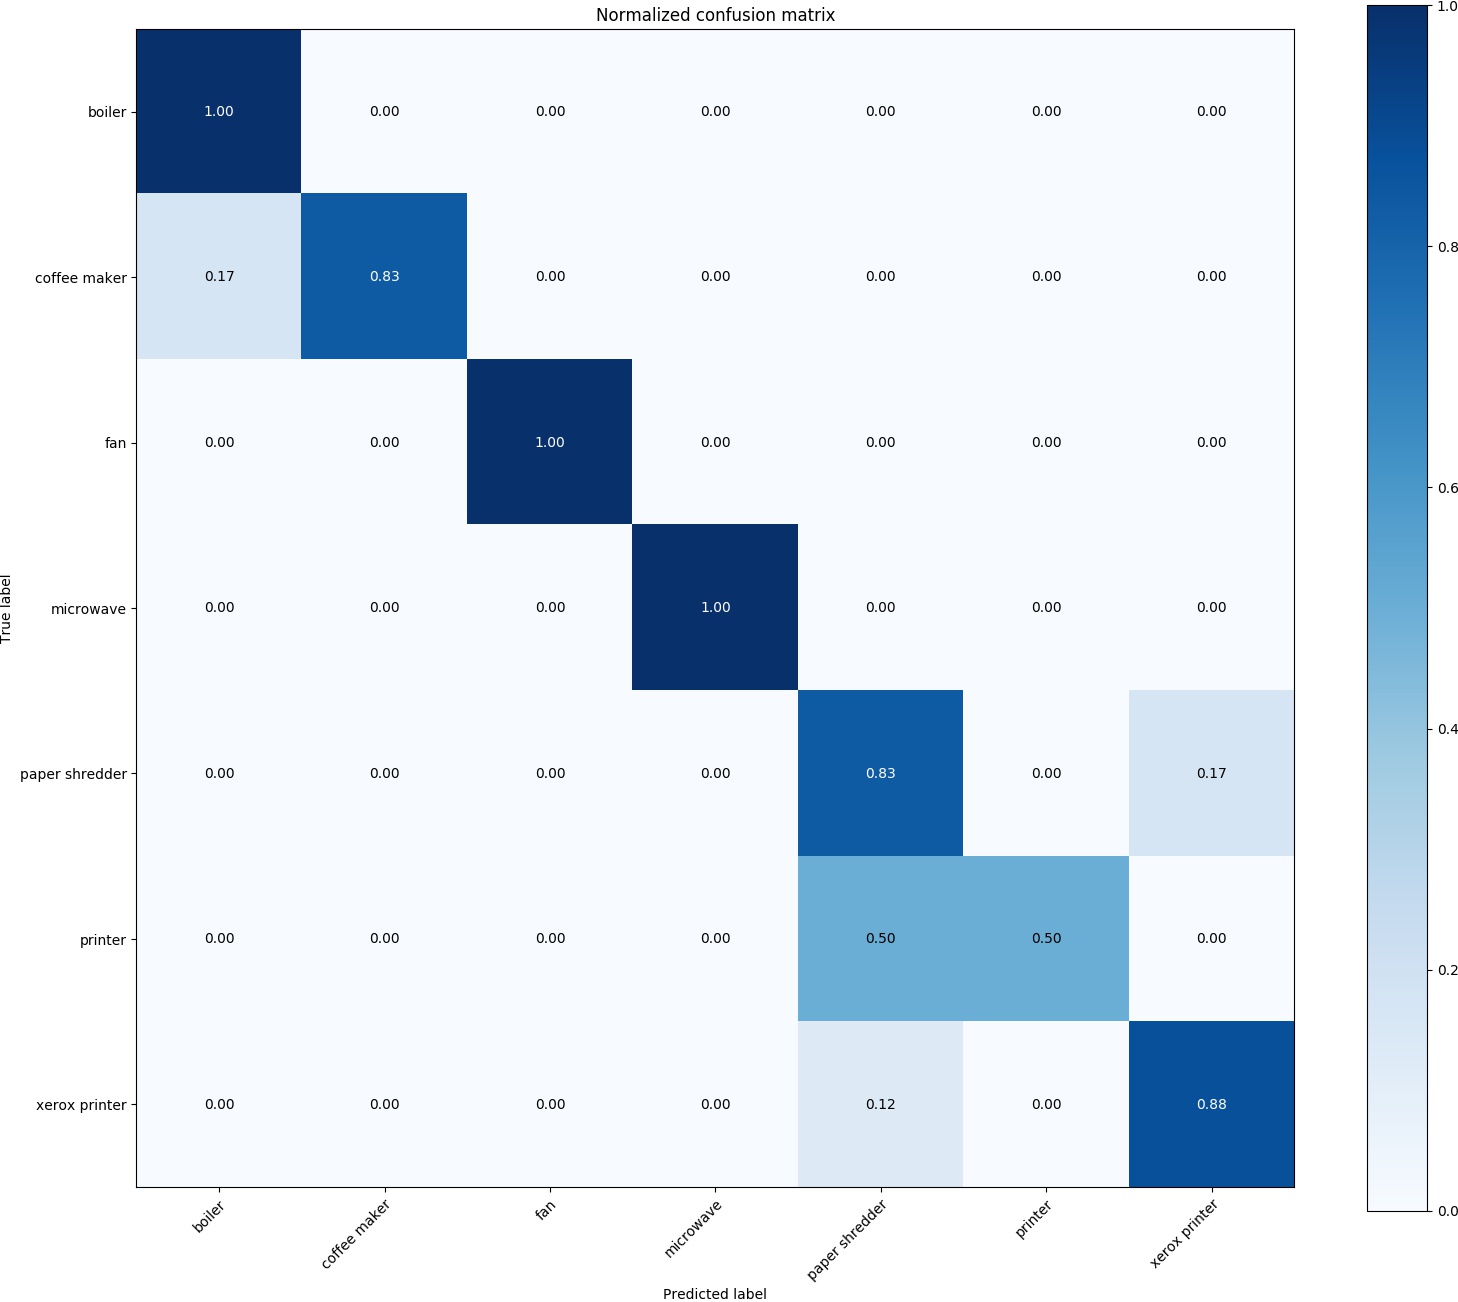 Normalized confusion matrix
boiler 1.00 0.00 0.00 0.00 0.00 0.00 0.00
coffee maker 0.17 0.83 0.00 0.00 0.00 0.00 0.00
fan 0.00 0.00 1.00 0.00 0.00 0.00 0.00
microwave 0.00 0.00 0.00 1.00 0.00 0.00 0.00
paper shredder 0.00 0.00 0.00 0.00 0.83 0.00 0.17
printer 0.00 0.00 0.00 0.00 0.50 0.50 0.00
xerox printer 0.00 0.00 0.00 0.00 0.12 0.00 0.88
True label
boiler coffee maker fan microwave paper shredder printer xerox printer
Predicted label
1.0
0.8
0.6
0.4
0.2
0.0